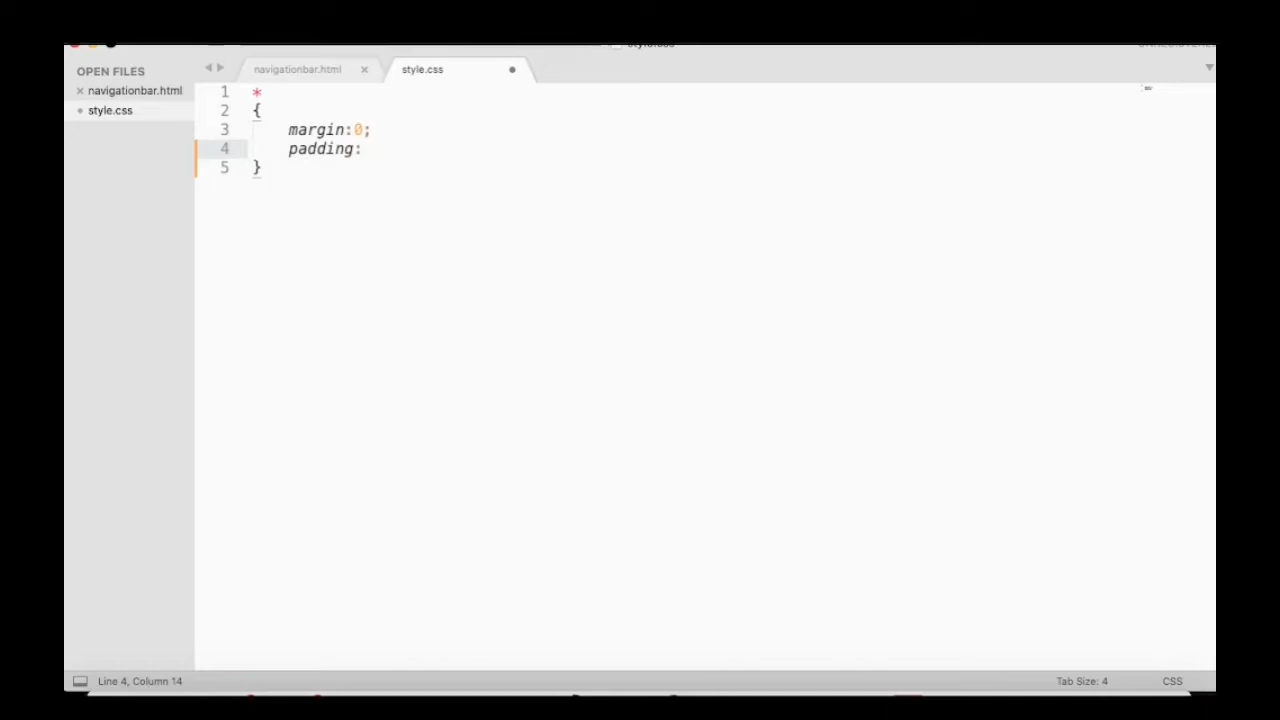 OPEN FILES
navigationbar.html
style.css
navigationbar.html
style.css
1 *
2 {
3 margin:0;
4 padding:
5 }
Line 4, Column 14
Tab Size: 4
CSS